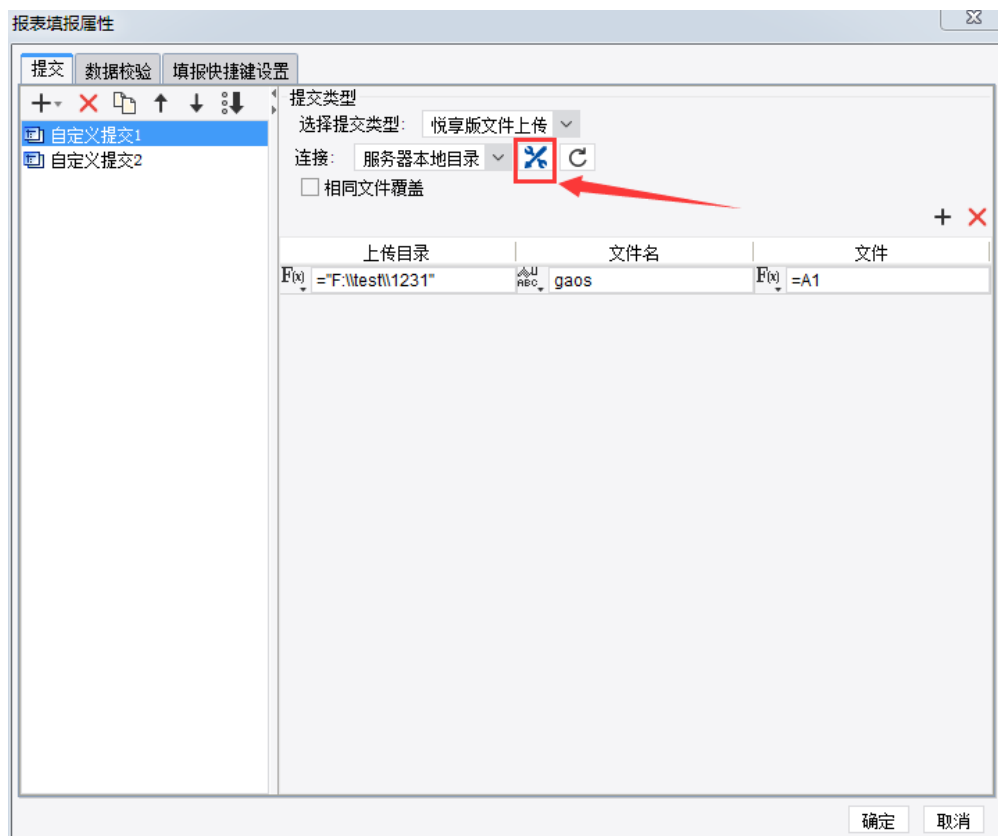 报表填报属性
提交 数据校验 填报快捷键设置
提交类型
选择提交类型: 悦享版文件上传
连接: 服务器本地目录
相同文件覆盖
自定义提交1
自定义提交2
上传目录 文件名 文件
F(x) ="F:\\test\\1231" ABC gaos F(x) =A1
确定 取消